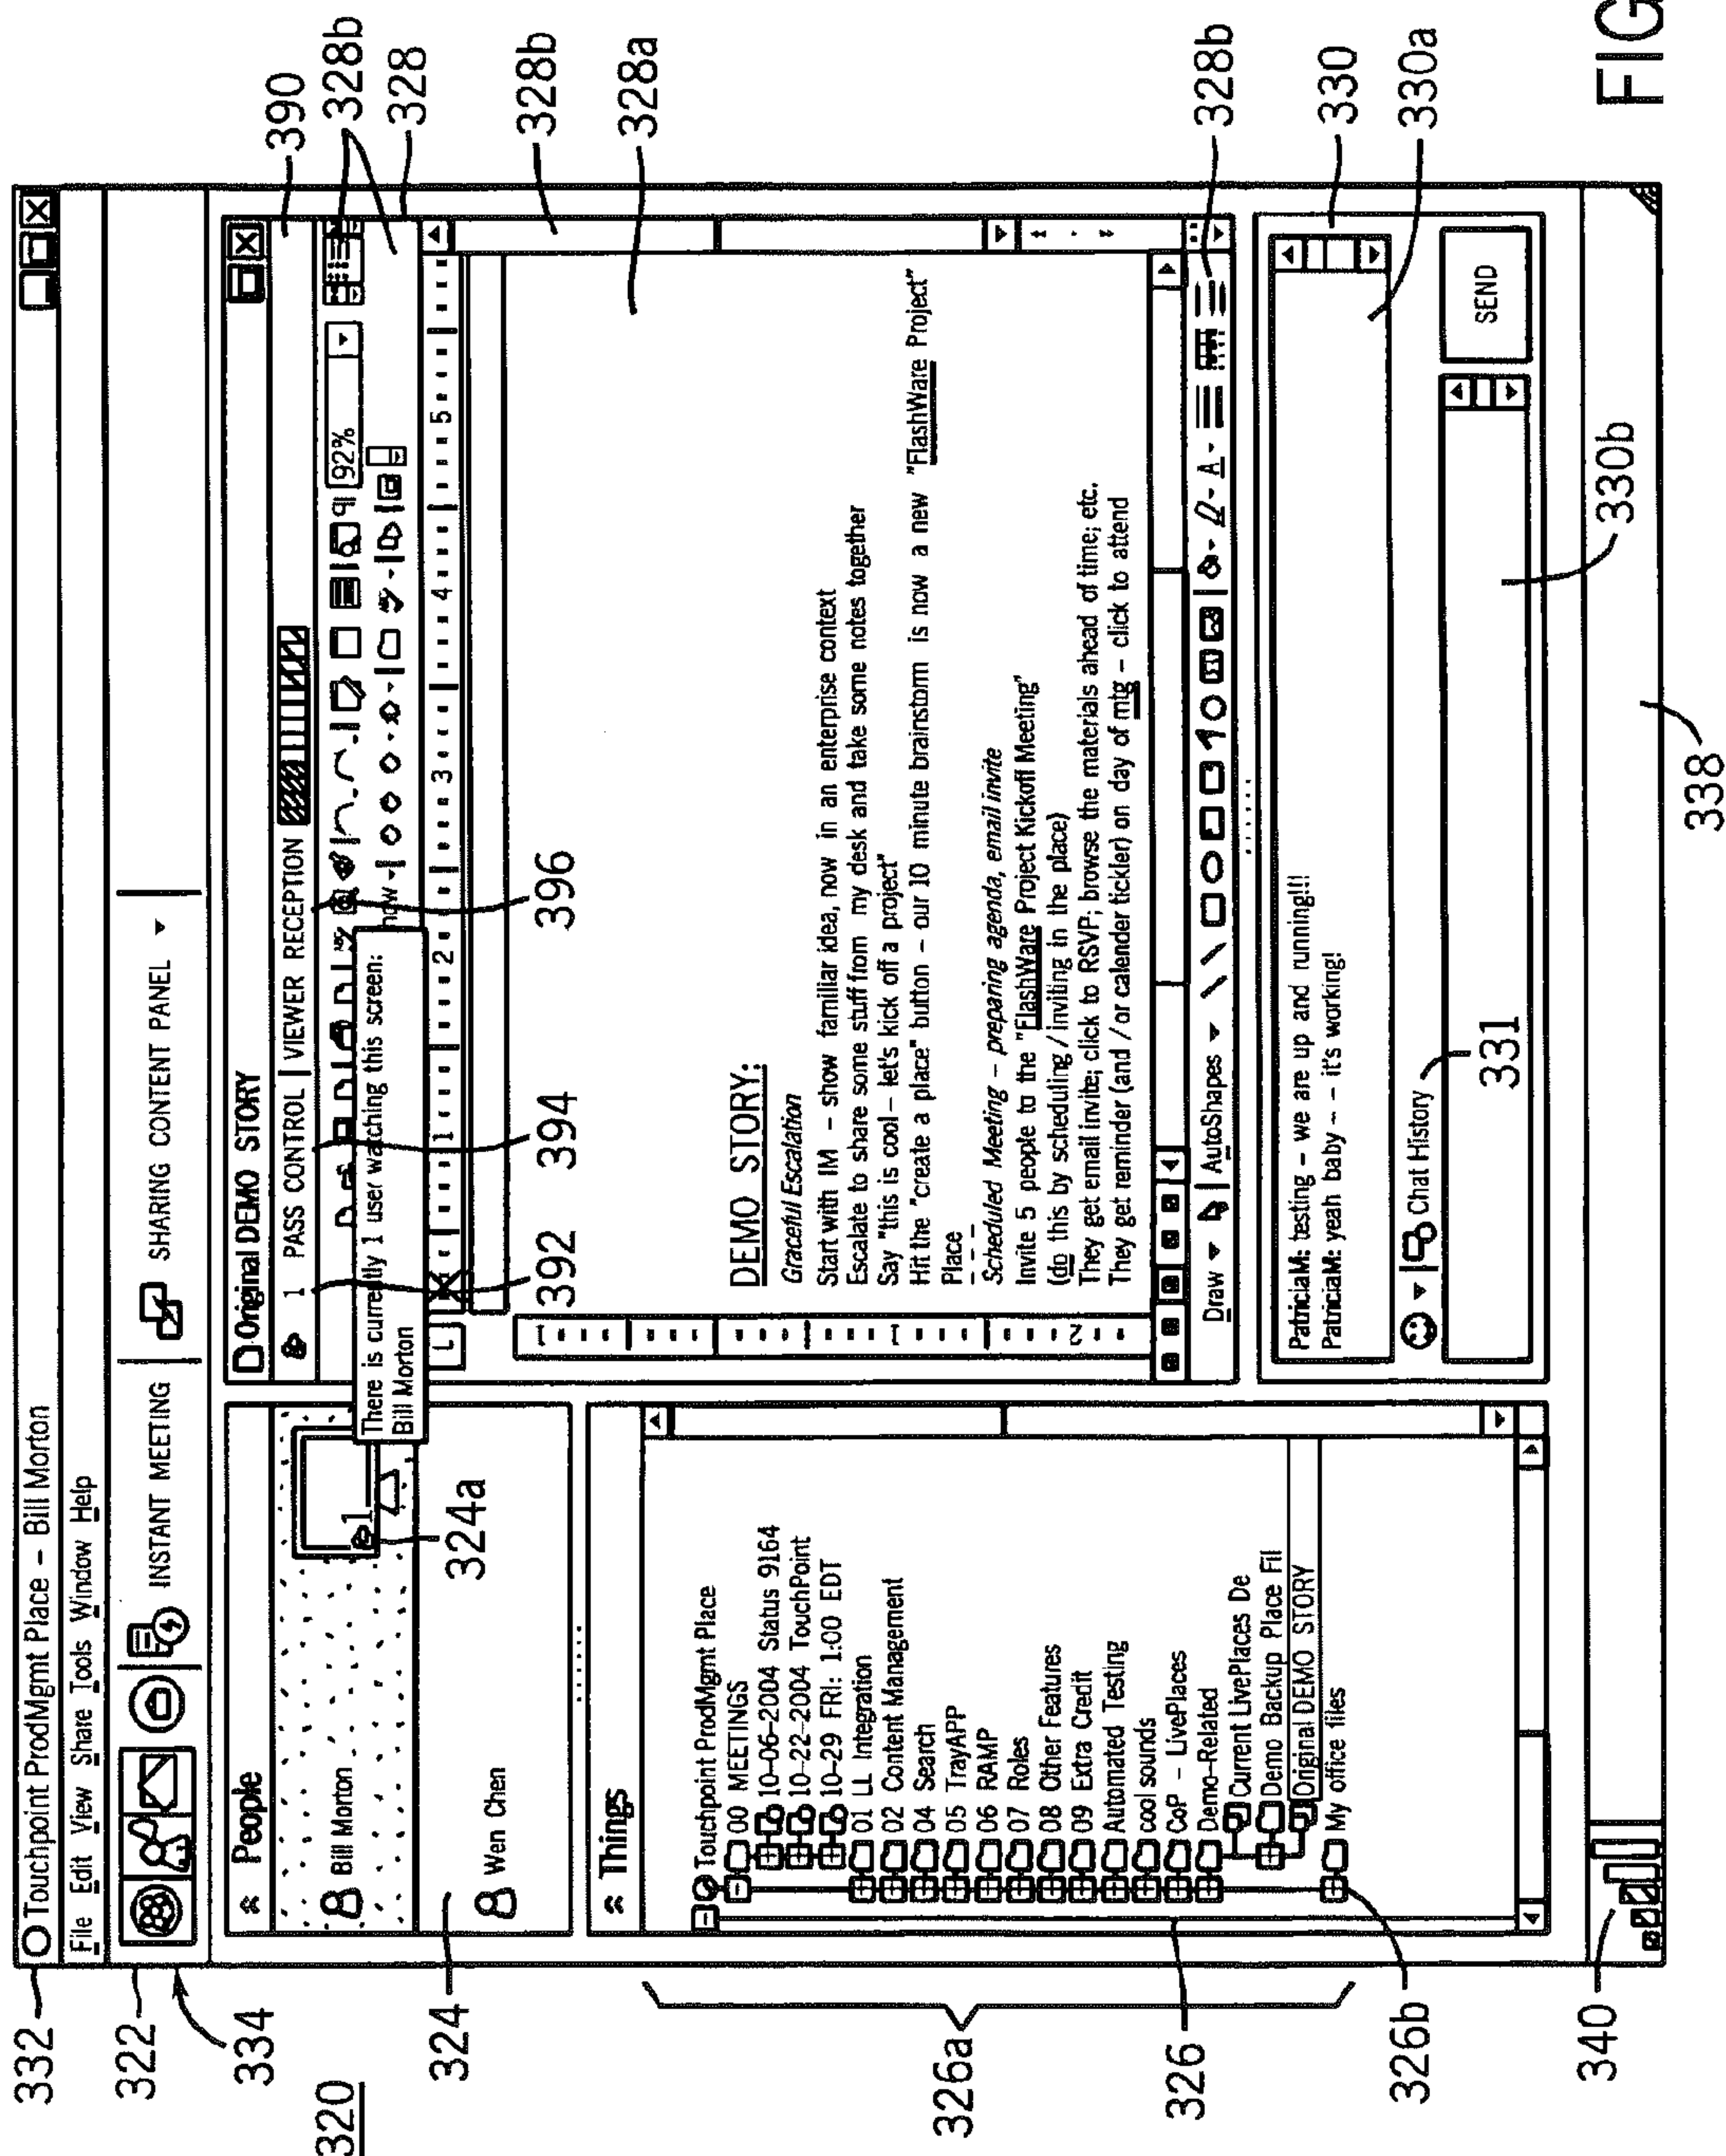 320
332
Touchpoint ProdMgmt Place – Bill Morton
322
File Edit View Share Tools Window Help
334
INSTANT MEETING
SHARING CONTENT PANEL
324
People
Bill Morton
1
324a
Wen Chen
Original DEMO STORY
1 PASS CONTROL | VIEWER RECEPTION
390
There is currently 1 user watching this screen:
Bill Morton
how
92%
328b
328
L
1 2 3 4 5
392
394
396
328b
328a
1
1
2
DEMO STORY:
Graceful Escalation
Start with IM – show familiar idea, now in an enterprise context
Escalate to share some stuff from my desk and take some notes together
Say "this is cool – let's kick off a project"
Hit the "create a place" button – our 10 minute brainstorm is now a new "FlashWare Project"
Place
– – –
Scheduled Meeting – preparing agenda, email invite
Invite 5 people to the "FlashWare Project Kickoff Meeting"
(do this by scheduling / inviting in the place)
They get email invite; click to RSVP; browse the materials ahead of time; etc.
They get reminder (and / or calender tickler) on day of mtg – click to attend
Draw AutoShapes A
328b
326a
326
326b
Things
Touchpoint ProdMgmt Place
00 MEETINGS
10-06-2004 Status 9164
10-22-2004 TouchPoint
10-29 FRI: 1:00 EDT
01 LL Integration
02 Content Management
04 Search
05 TrayAPP
06 RAMP
07 Roles
08 Other Features
09 Extra Credit
Automated Testing
cool sounds
CoP – LivePlaces
Demo-Related
Current LivePlaces De
Demo Backup Place Fil
Original DEMO STORY
My office files
PatriciaM: testing – we are up and running!!!
PatriciaM: yeah baby – – it's working!
330
330a
Chat History
331
SEND
330b
340
338
FIG